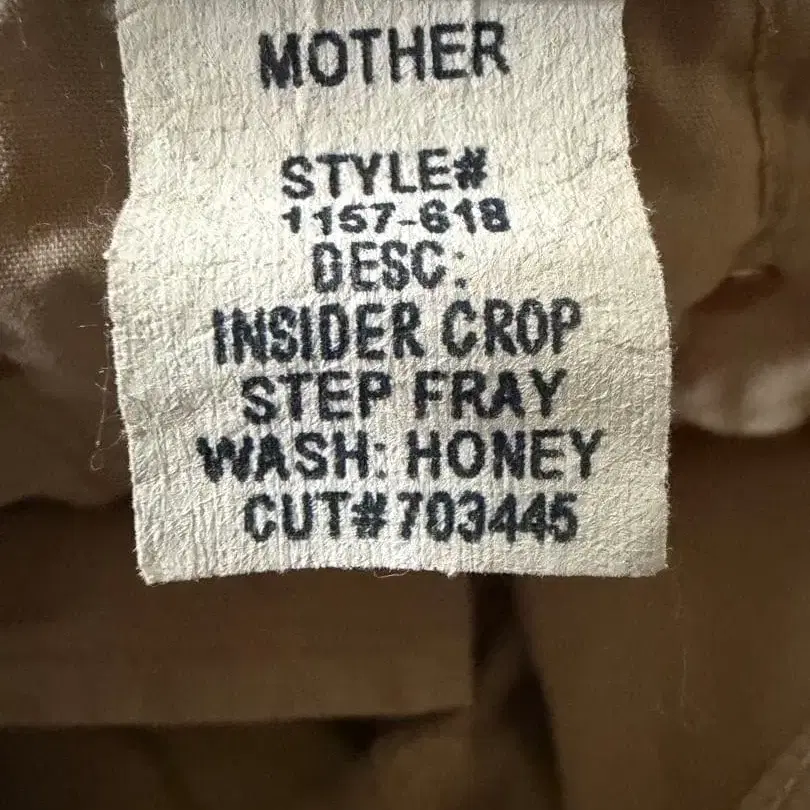 MOTHER
STYLE#
1157-618
DESC:
INSIDER CROP
STEP FRAY
WASH: HONEY
CUT#703445